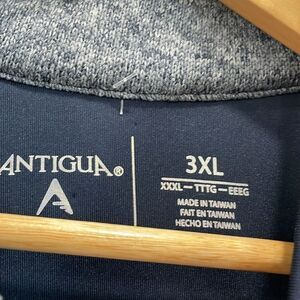 ANTIGUA®
3XL
XXXL—TTTG—EEEG
MADE IN TAIWAN
FAIT EN TAIWAN
HECHO EN TAIWAN